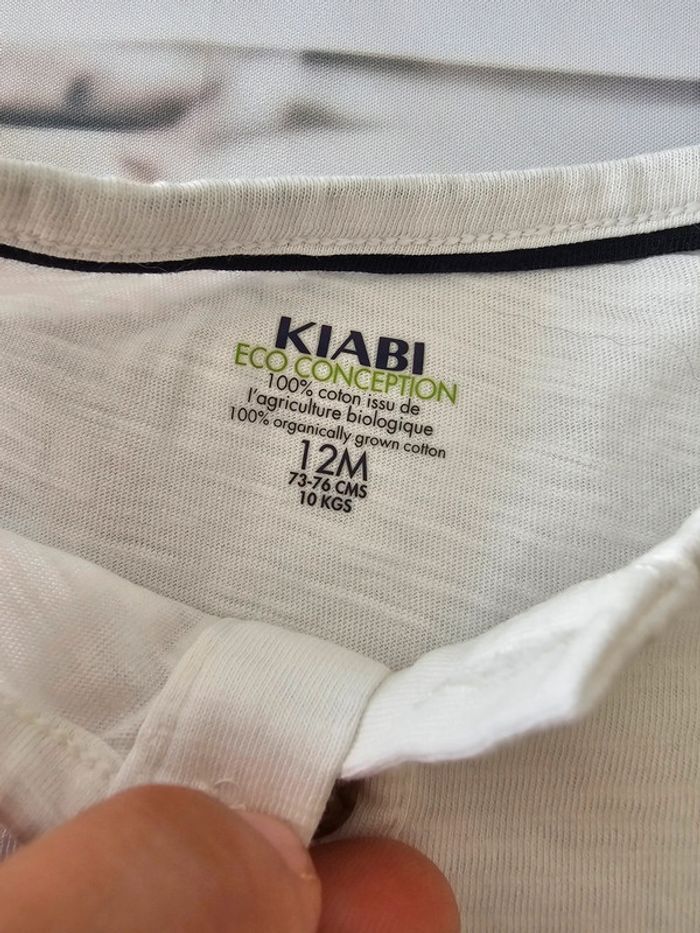 KIABI
ECO CONCEPTION
100% coton issu de
l'agriculture biologique
100% organically grown cotton
12M
73-76 CMS
10 KGS